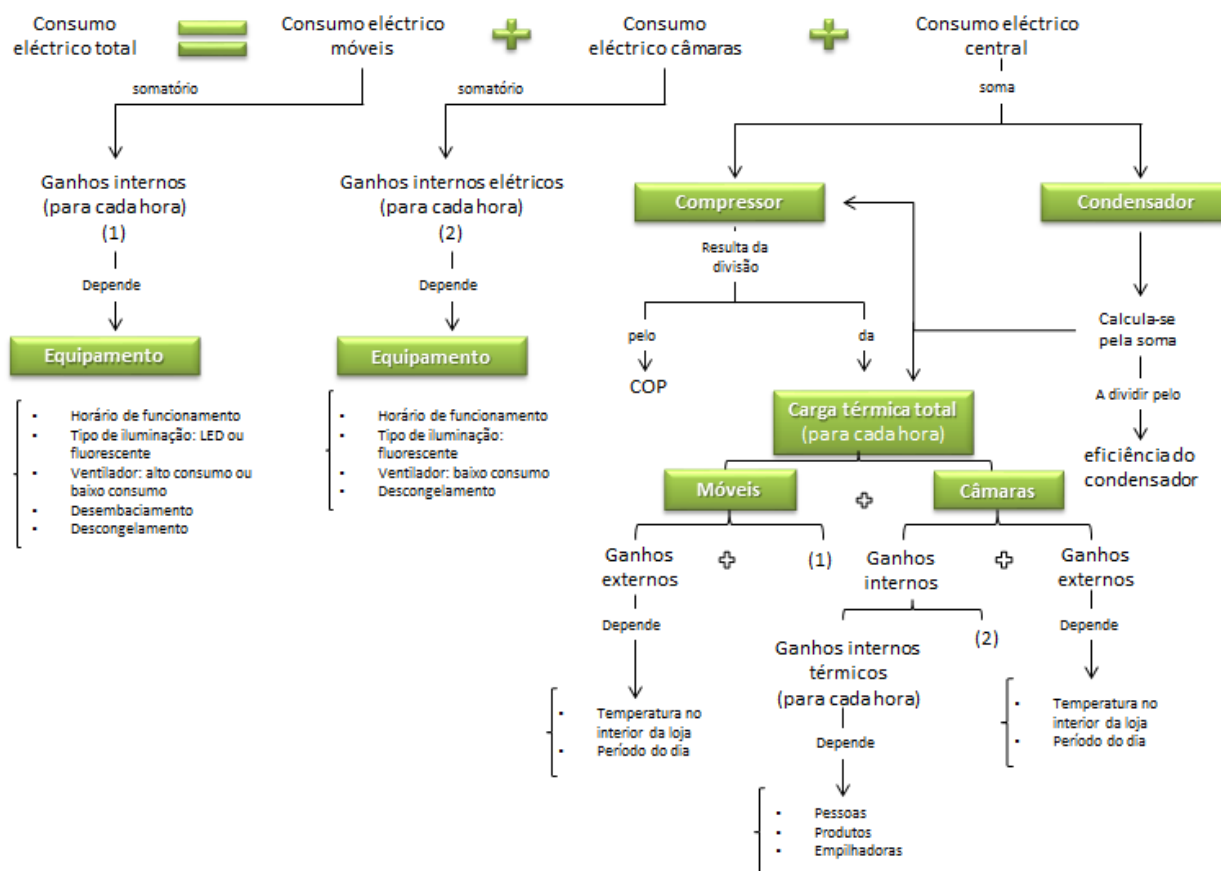 Consumo
eléctrico total
Consumo eléctrico
móveis
Consumo
eléctrico câmaras
Consumo eléctrico
central
somatório
somatório
soma
Ganhos internos
(para cada hora)
(1)
Ganhos internos elétricos
(para cada hora)
(2)
Compressor
Condensador
Depende
Depende
Resulta da
divisão
Equipamento
Equipamento
pelo
da
Calcula-se
pela soma
COP
A dividir pelo
eficiência do
condensador
▪ Horário de funcionamento
▪ Tipo de iluminação: LED ou
fluorescente
▪ Ventilador: alto consumo ou
baixo consumo
▪ Desembaciamento
▪ Descongelamento
▪ Horário de funcionamento
▪ Tipo de iluminação:
fluorescente
▪ Ventilador: baixo consumo
▪ Descongelamento
Carga térmica total
(para cada hora)
Móveis
Câmaras
Ganhos
externos
(1)
Ganhos
internos
Ganhos
externos
Depende
(2)
Depende
Ganhos internos
térmicos
(para cada hora)
▪ Temperatura no
interior da loja
▪ Período do dia
▪ Temperatura no
interior da loja
▪ Período do dia
Depende
▪ Pessoas
▪ Produtos
▪ Empilhadoras